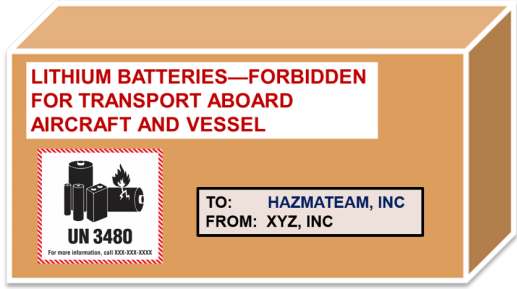 LITHIUM BATTERIES—FORBIDDEN
FOR TRANSPORT ABOARD
AIRCRAFT AND VESSEL
UN 3480
For more information, call XXX-XXX-XXXX
TO: HAZMATEAM, INC
FROM: XYZ, INC